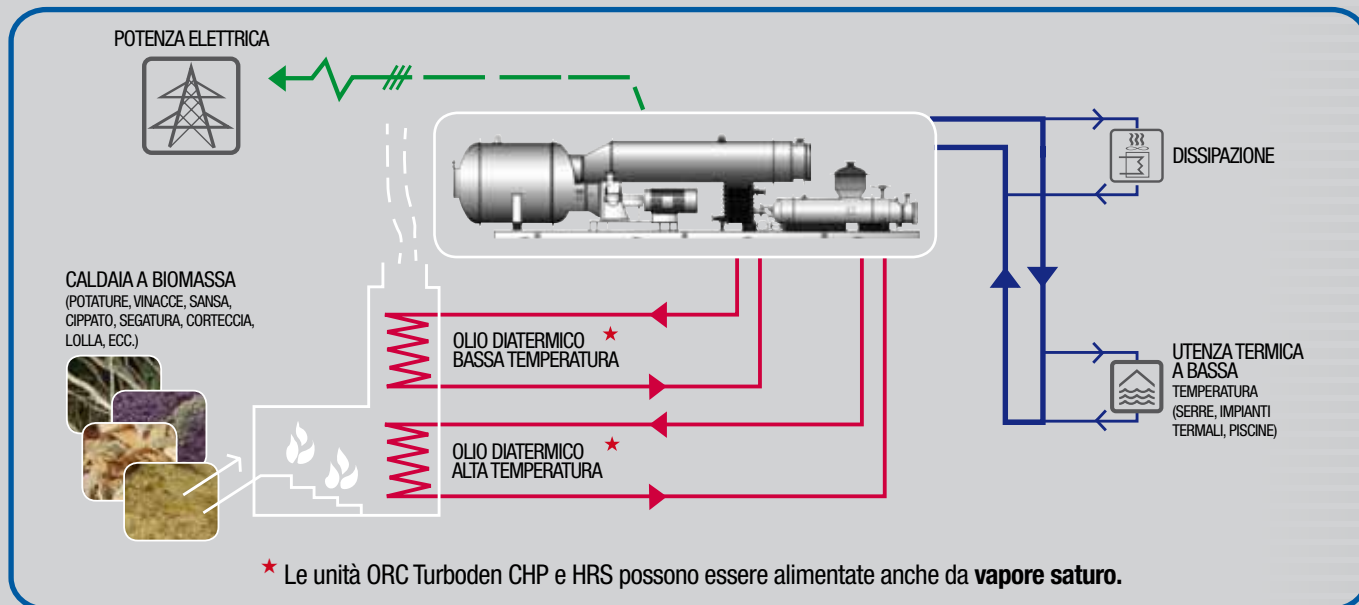 POTENZA ELETTRICA
DISSIPAZIONE
CALDAIA A BIOMASSA
(POTATURE, VINACCE, SANSA,
CIPPATO, SEGATURA, CORTECCIA,
LOLLA, ECC.)
OLIO DIATERMICO ★
BASSA TEMPERATURA
UTENZA TERMICA
A BASSA
TEMPERATURA
(SERRE, IMPIANTI
TERMALI, PISCINE)
OLIO DIATERMICO ★
ALTA TEMPERATURA
★ Le unità ORC Turboden CHP e HRS possono essere alimentate anche da vapore saturo.